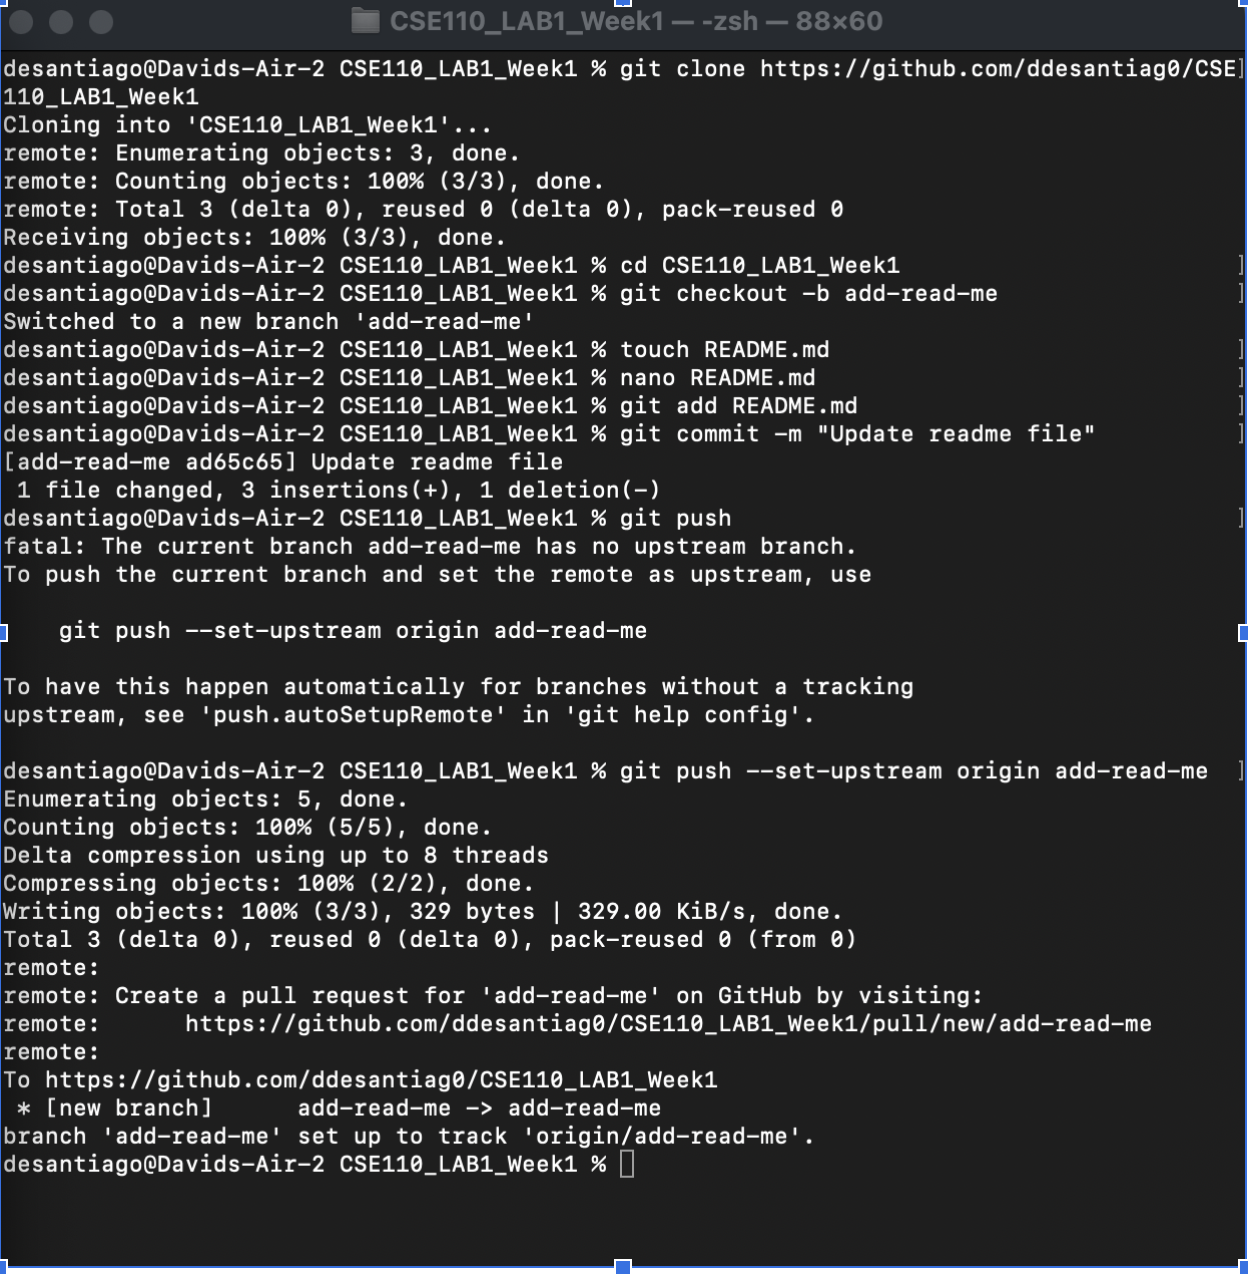 CSE110_LAB1_Week1 — -zsh — 88×60
desantiago@Davids-Air-2 CSE110_LAB1_Week1 % git clone https://github.com/ddesantiag0/CSE]
110_LAB1_Week1
Cloning into 'CSE110_LAB1_Week1'...
remote: Enumerating objects: 3, done.
remote: Counting objects: 100% (3/3), done.
remote: Total 3 (delta 0), reused 0 (delta 0), pack-reused 0
Receiving objects: 100% (3/3), done.
desantiago@Davids-Air-2 CSE110_LAB1_Week1 % cd CSE110_LAB1_Week1 ]
desantiago@Davids-Air-2 CSE110_LAB1_Week1 % git checkout -b add-read-me ]
Switched to a new branch 'add-read-me'
desantiago@Davids-Air-2 CSE110_LAB1_Week1 % touch README.md ]
desantiago@Davids-Air-2 CSE110_LAB1_Week1 % nano README.md ]
desantiago@Davids-Air-2 CSE110_LAB1_Week1 % git add README.md ]
desantiago@Davids-Air-2 CSE110_LAB1_Week1 % git commit -m "Update readme file" ]
[add-read-me ad65c65] Update readme file
 1 file changed, 3 insertions(+), 1 deletion(-)
desantiago@Davids-Air-2 CSE110_LAB1_Week1 % git push ]
fatal: The current branch add-read-me has no upstream branch.
To push the current branch and set the remote as upstream, use
    git push --set-upstream origin add-read-me
To have this happen automatically for branches without a tracking
upstream, see 'push.autoSetupRemote' in 'git help config'.
desantiago@Davids-Air-2 CSE110_LAB1_Week1 % git push --set-upstream origin add-read-me ]
Enumerating objects: 5, done.
Counting objects: 100% (5/5), done.
Delta compression using up to 8 threads
Compressing objects: 100% (2/2), done.
Writing objects: 100% (3/3), 329 bytes | 329.00 KiB/s, done.
Total 3 (delta 0), reused 0 (delta 0), pack-reused 0 (from 0)
remote:
remote: Create a pull request for 'add-read-me' on GitHub by visiting:
remote:      https://github.com/ddesantiag0/CSE110_LAB1_Week1/pull/new/add-read-me
remote:
To https://github.com/ddesantiag0/CSE110_LAB1_Week1
 * [new branch]      add-read-me -> add-read-me
branch 'add-read-me' set up to track 'origin/add-read-me'.
desantiago@Davids-Air-2 CSE110_LAB1_Week1 %